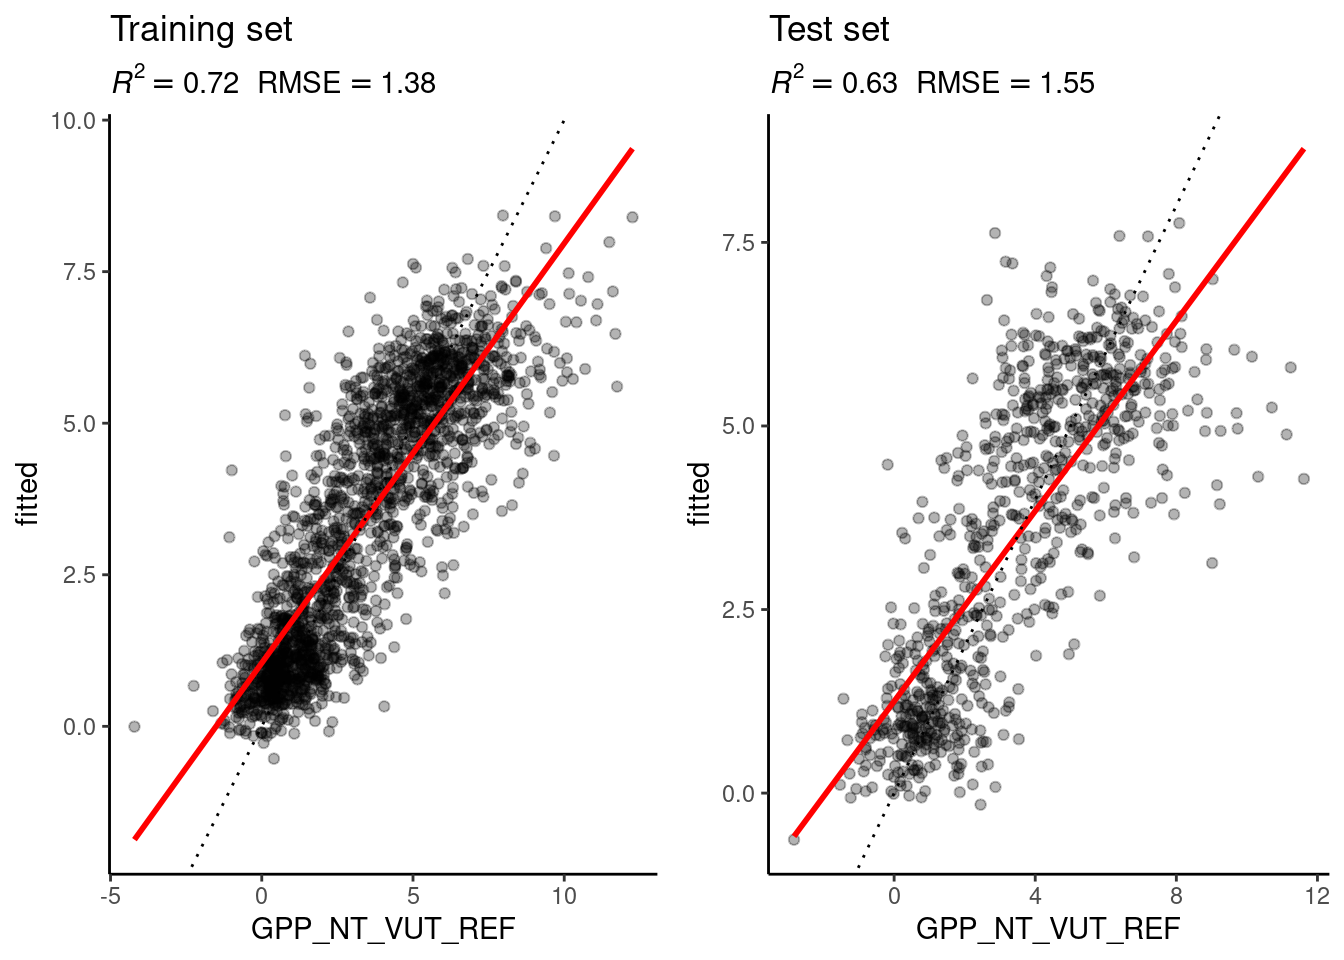 Training set
R² = 0.72 RMSE = 1.38
10.0
7.5
5.0
2.5
0.0
fitted
-5 0 5 10
GPP_NT_VUT_REF
Test set
R² = 0.63 RMSE = 1.55
7.5
5.0
2.5
0.0
fitted
0 4 8 12
GPP_NT_VUT_REF